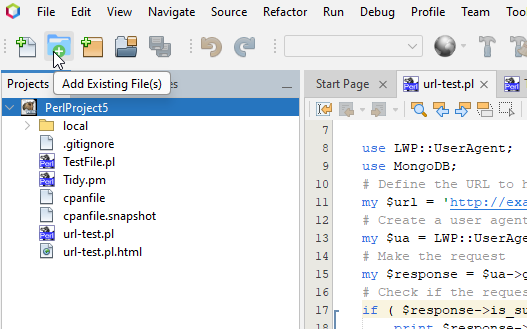 File Edit View Navigate Source Refactor Run Debug Profile Team
Add Existing File(s)
Projects
Start Page url-test.pl
PerlProject5
local
.gitignore
TestFile.pl
Tidy.pm
cpanfile
cpanfile.snapshot
url-test.pl
url-test.pl.html
7
8 use LWP::UserAgent;
9 use MongoDB;
10 # Define the URL to
11 my $url = 'http://exa
12 # Create a user agent
13 my $ua = LWP::UserAge
14 # Make the request
15 my $response = $ua->g
16 # Check if the reques
17 if ( $response->is_su
18 print $response->